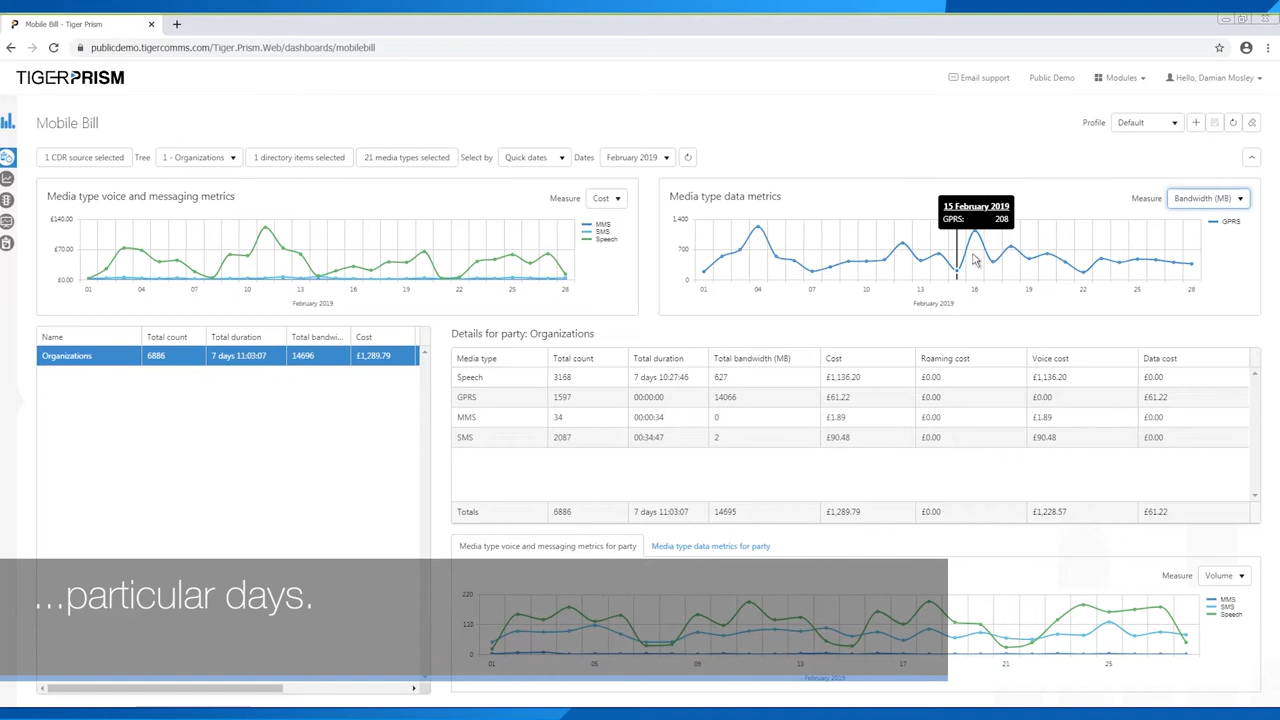 Mobile Bill - Tiger Prism
publicdemo.tigercomms.com/Tiger.Prism.Web/dashboards/mobilebill
TIGERPRISM
Email support Public Demo Modules Hello, Damian Mosley
Mobile Bill
Profile Default
1 CDR source selected Tree 1 - Organizations 1 directory items selected 21 media types selected Select by Quick dates Dates February 2019
Media type voice and messaging metrics
Measure Cost
£140.00
£70.00
£0.00
MMS
SMS
Speech
01 04 07 10 13 16 19 22 25 28
February 2019
Media type data metrics
Measure Bandwidth (MB)
15 February 2019
GPRS: 208
1,400
700
0
GPRS
01 04 07 10 13 16 19 22 25 28
February 2019
Name Total count Total duration Total bandwi... Cost
Organizations 6886 7 days 11:03:07 14696 £1,289.79
Details for party: Organizations
Media type Total count Total duration Total bandwidth (MB) Cost Roaming cost Voice cost Data cost
Speech 3168 7 days 10:27:46 627 £1,136.20 £0.00 £1,136.20 £0.00
GPRS 1597 00:00:00 14066 £61.22 £0.00 £0.00 £61.22
MMS 34 00:00:34 0 £1.89 £0.00 £1.89 £0.00
SMS 2087 00:34:47 2 £90.48 £0.00 £90.48 £0.00
Totals 6886 7 days 11:03:07 14695 £1,289.79 £0.00 £1,228.57 £61.22
Media type voice and messaging metrics for party Media type data metrics for party
Measure Volume
...particular days.
220
120
0
MMS
SMS
Speech
01 05 09 13 17 21 25
February 2019